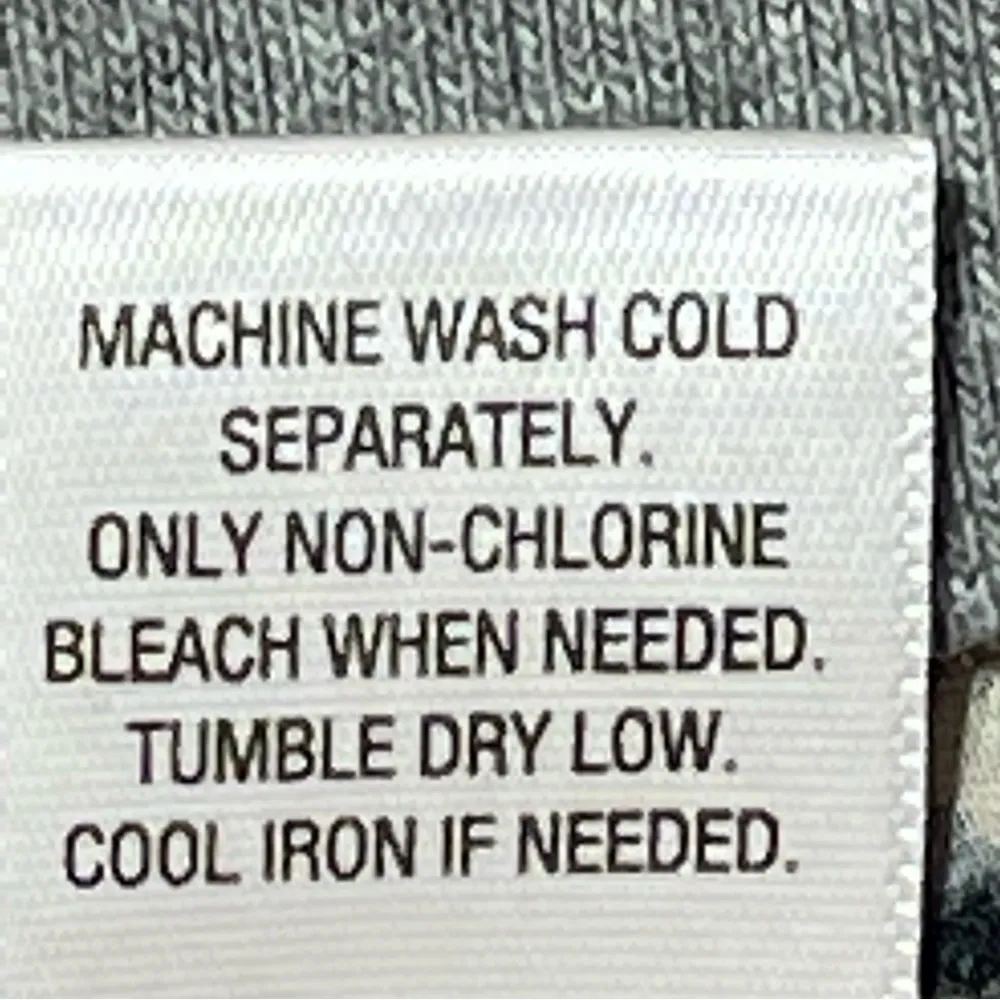 MACHINE WASH COLD
SEPARATELY.
ONLY NON-CHLORINE
BLEACH WHEN NEEDED.
TUMBLE DRY LOW.
COOL IRON IF NEEDED.